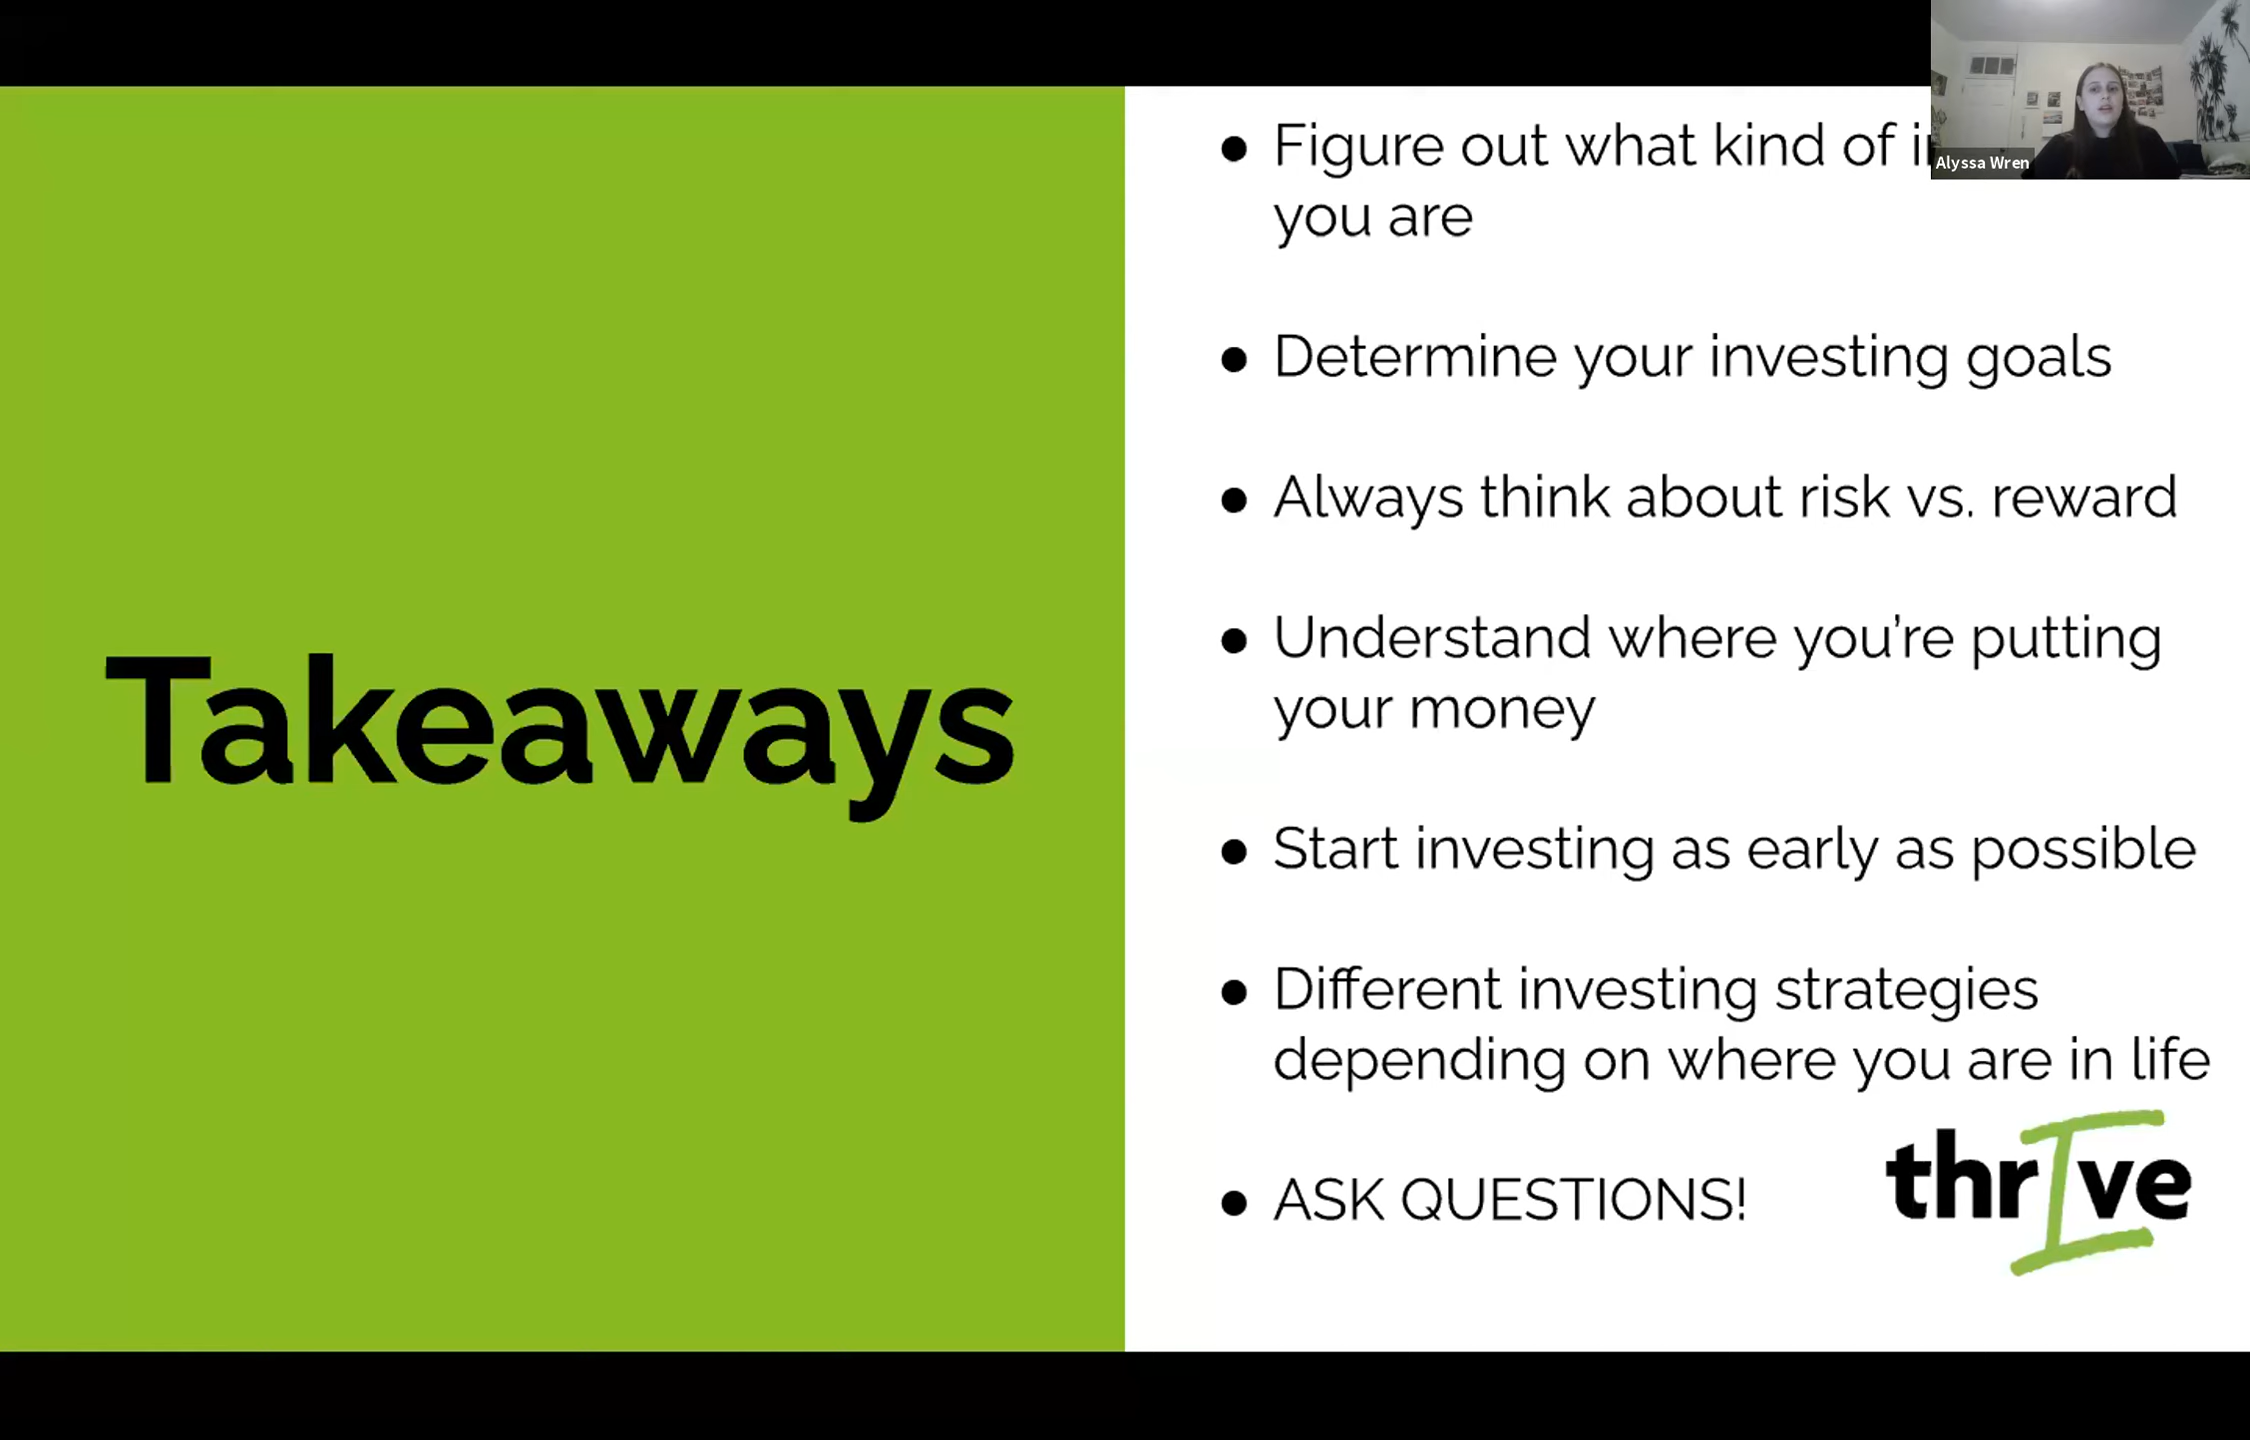 Takeaways
● Figure out what kind of
you are
● Determine your investing goals
● Always think about risk vs. reward
● Understand where you’re putting
your money
● Start investing as early as possible
● Different investing strategies
depending on where you are in life
● ASK QUESTIONS!
thrIve
Alyssa Wren